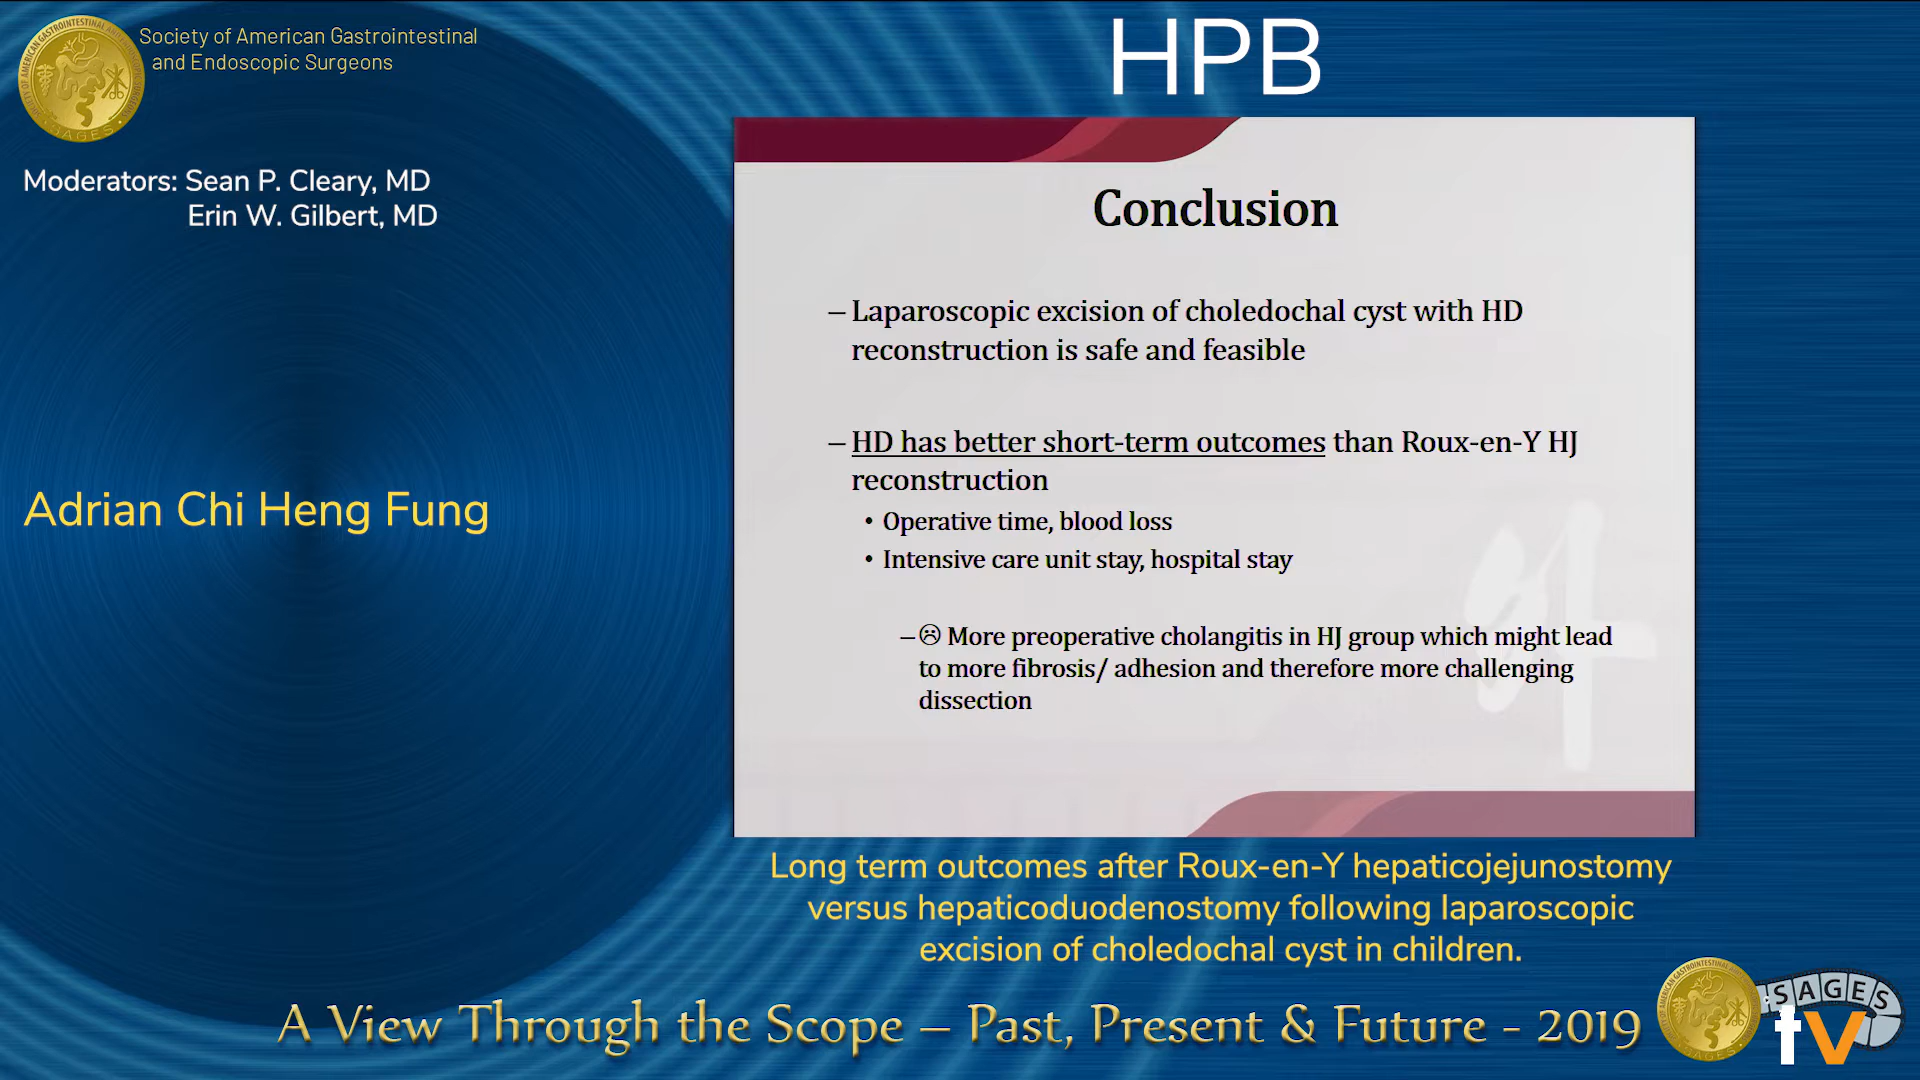 Society of American Gastrointestinal
and Endoscopic Surgeons
HPB
Moderators: Sean P. Cleary, MD
Erin W. Gilbert, MD
Adrian Chi Heng Fung
Conclusion
– Laparoscopic excision of choledochal cyst with HD
reconstruction is safe and feasible
– HD has better short-term outcomes than Roux-en-Y HJ
reconstruction
• Operative time, blood loss
• Intensive care unit stay, hospital stay
– ☹ More preoperative cholangitis in HJ group which might lead
to more fibrosis/ adhesion and therefore more challenging
dissection
Long term outcomes after Roux-en-Y hepaticojejunostomy
versus hepaticoduodenostomy following laparoscopic
excision of choledochal cyst in children.
A View Through the Scope – Past, Present & Future - 2019
SAGES
tv